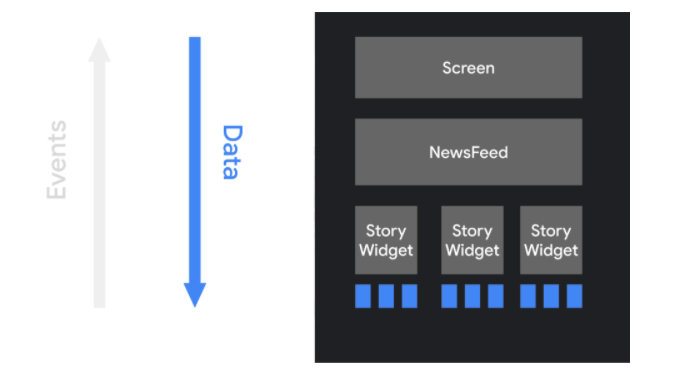 Events
Data
Screen
NewsFeed
Story
Widget
Story
Widget
Story
Widget